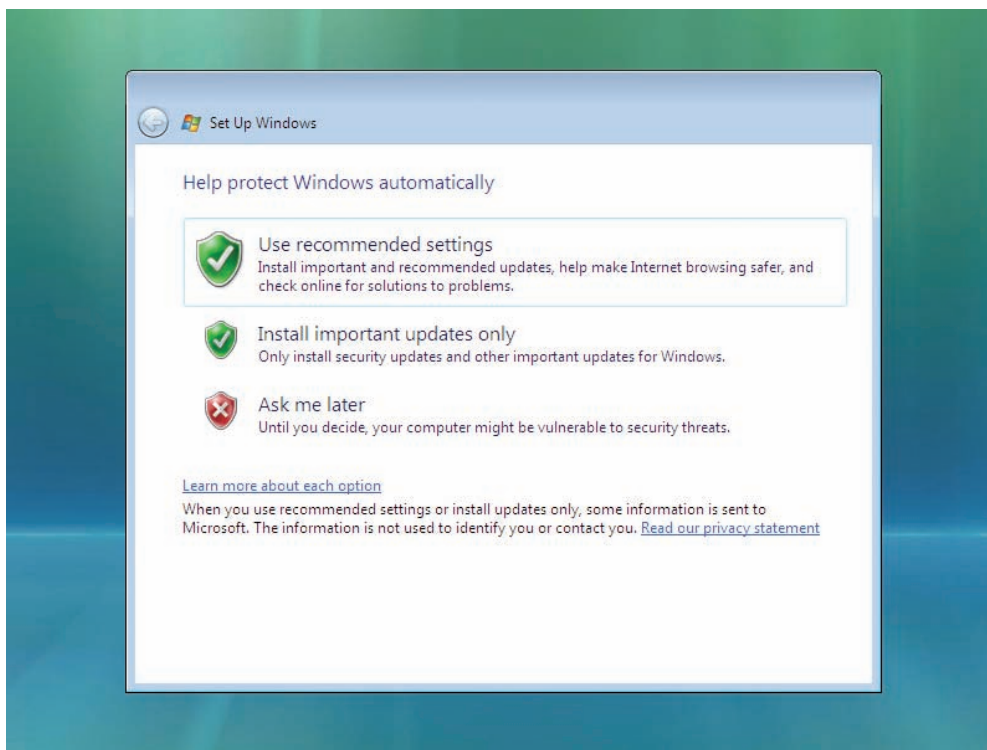 Set Up Windows
Help protect Windows automatically
Use recommended settings
Install important and recommended updates, help make Internet browsing safer, and
check online for solutions to problems.
Install important updates only
Only install security updates and other important updates for Windows.
Ask me later
Until you decide, your computer might be vulnerable to security threats.
Learn more about each option
When you use recommended settings or install updates only, some information is sent to
Microsoft. The information is not used to identify you or contact you. Read our privacy statement